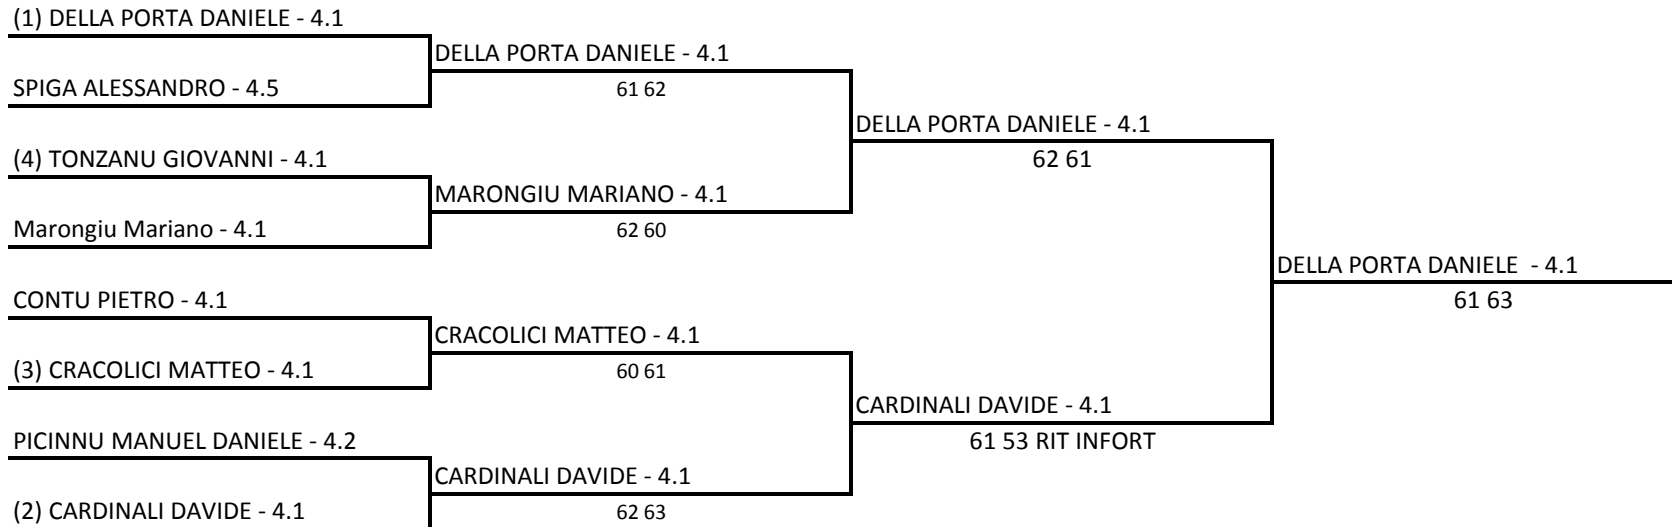 (1) DELLA PORTA DANIELE - 4.1
DELLA PORTA DANIELE - 4.1
SPIGA ALESSANDRO - 4.5
61 62
DELLA PORTA DANIELE - 4.1
(4) TONZANU GIOVANNI - 4.1
62 61
MARONGIU MARIANO - 4.1
Marongiu Mariano - 4.1
62 60
DELLA PORTA DANIELE - 4.1
CONTU PIETRO - 4.1
61 63
CRACOLICI MATTEO - 4.1
(3) CRACOLICI MATTEO - 4.1
60 61
CARDINALI DAVIDE - 4.1
PICINNU MANUEL DANIELE - 4.2
61 53 RIT INFORT
CARDINALI DAVIDE - 4.1
(2) CARDINALI DAVIDE - 4.1
62 63